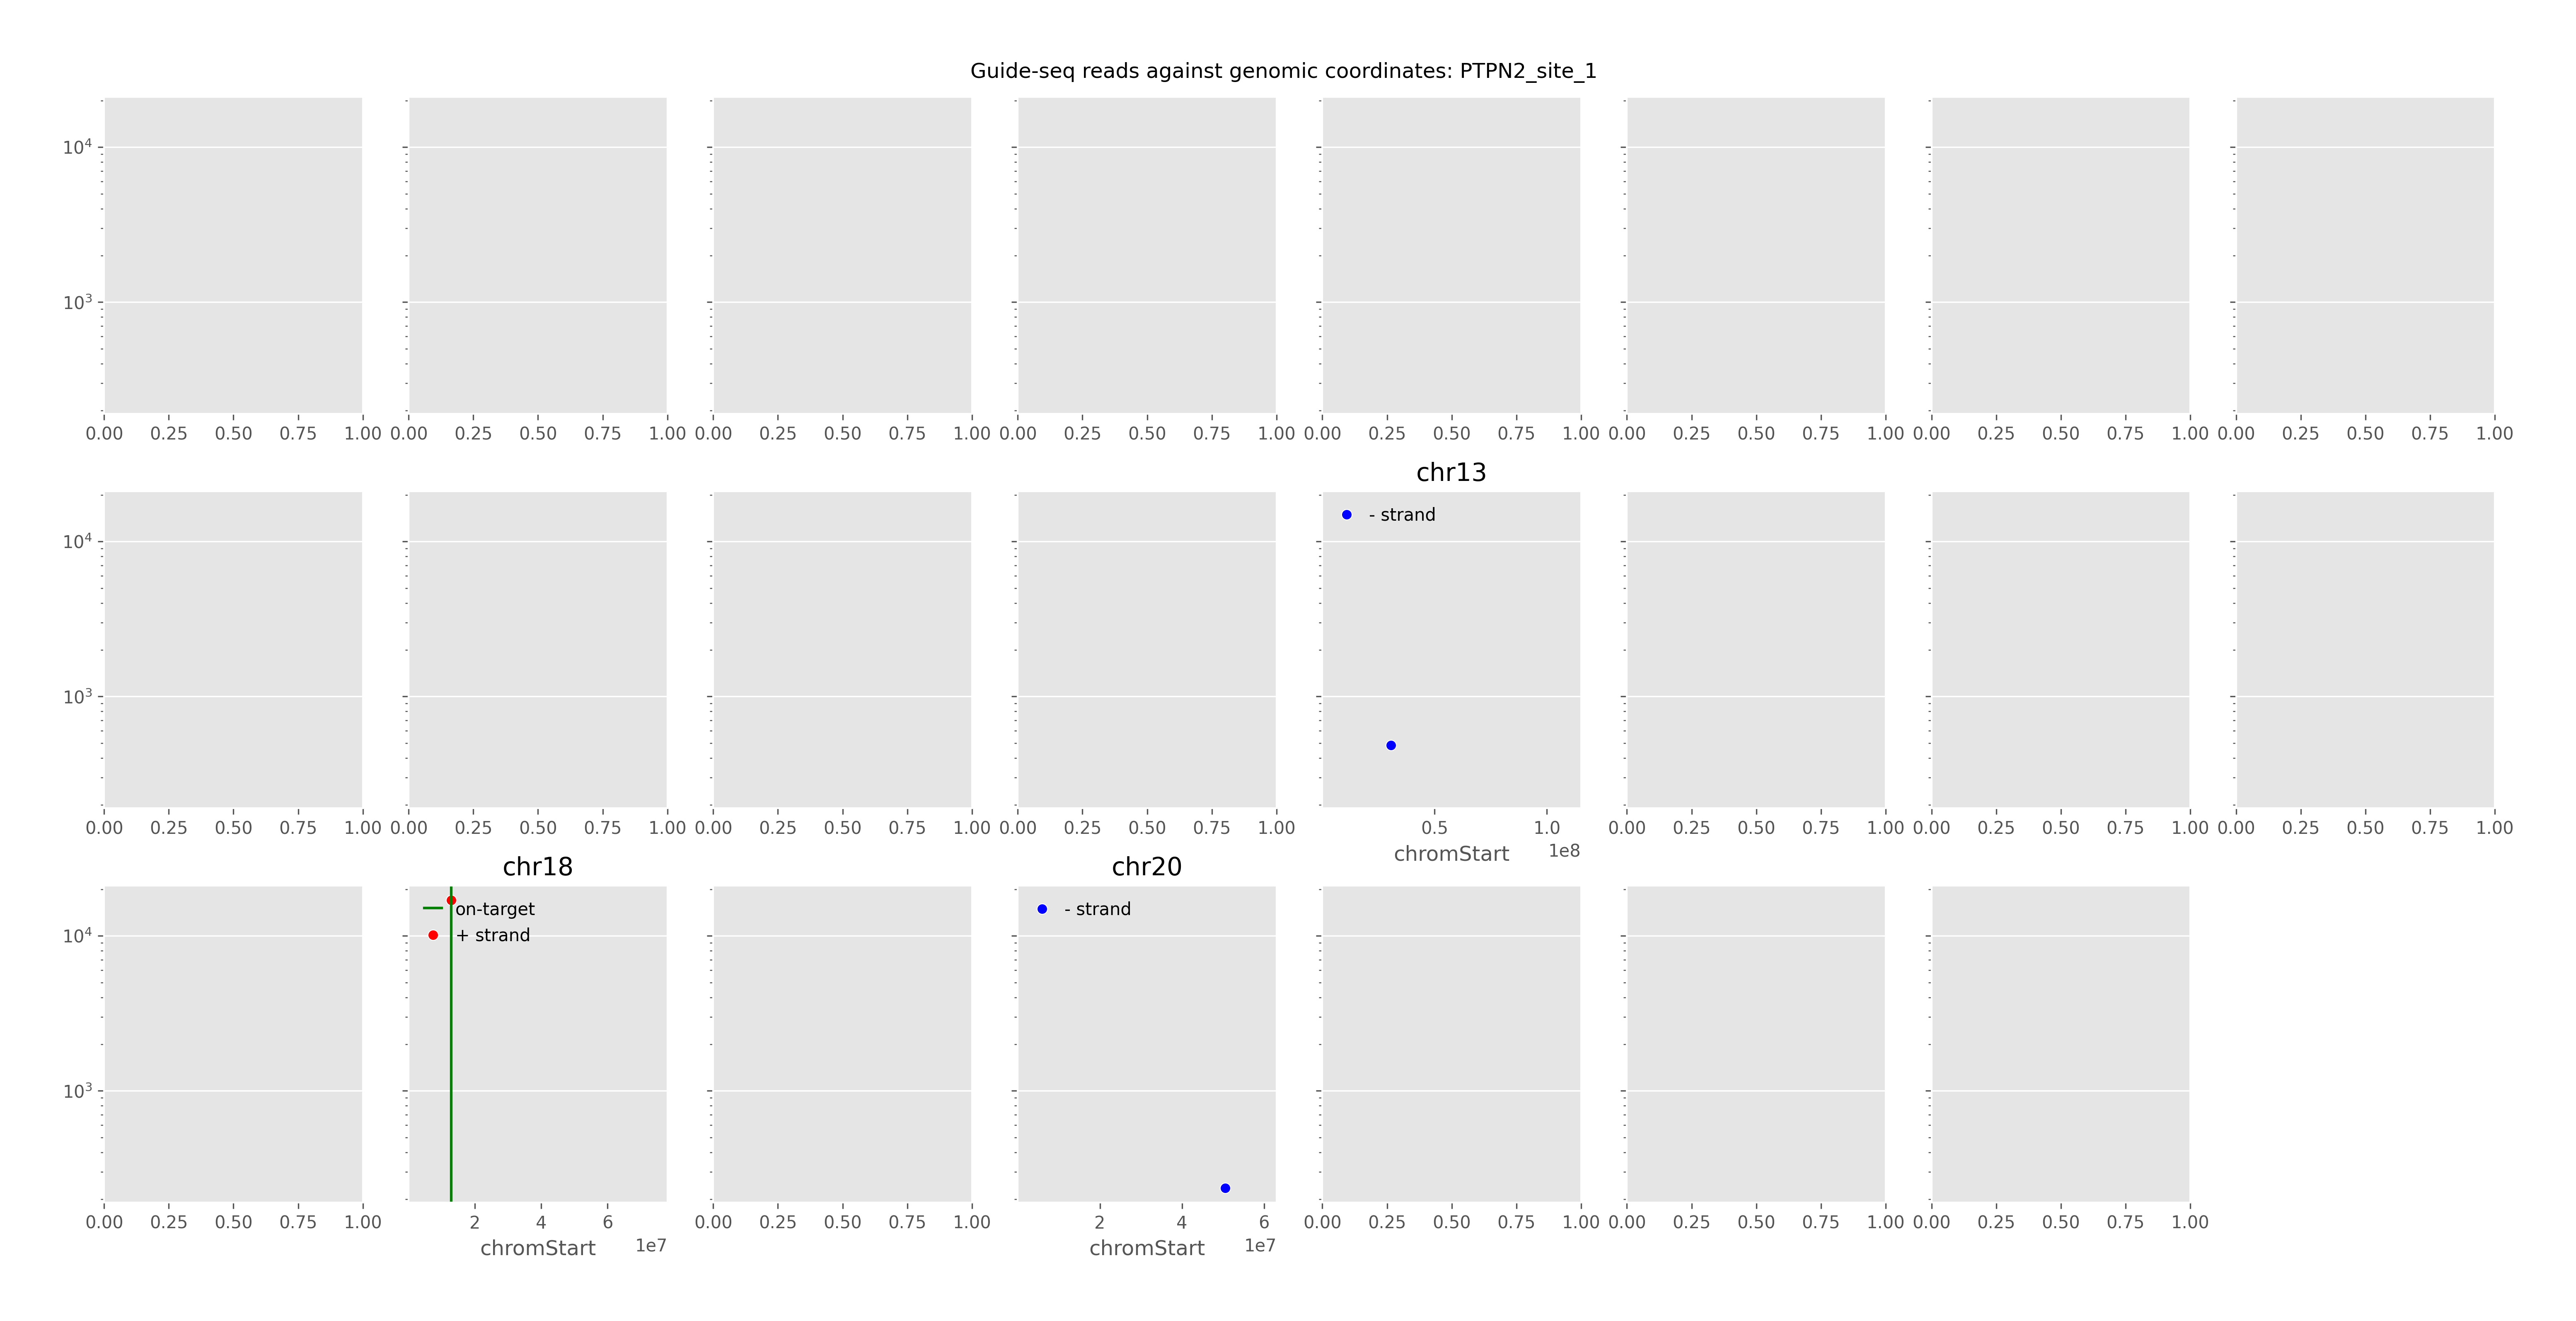 Guide-seq reads against genomic coordinates: PTPN2_site_1
10⁴
10³
0.00 0.25 0.50 0.75 1.00 0.00 0.25 0.50 0.75 1.00 0.00 0.25 0.50 0.75 1.00 0.00 0.25 0.50 0.75 1.00 0.00 0.25 0.50 0.75 1.00 0.00 0.25 0.50 0.75 1.00 0.00 0.25 0.50 0.75 1.00 0.00 0.25 0.50 0.75 1.00
chr13
- strand
10⁴
10³
0.00 0.25 0.50 0.75 1.00 0.00 0.25 0.50 0.75 1.00 0.00 0.25 0.50 0.75 1.00 0.00 0.25 0.50 0.75 1.00 0.5 1.0 0.00 0.25 0.50 0.75 1.00 0.00 0.25 0.50 0.75 1.00 0.00 0.25 0.50 0.75 1.00
chromStart 1e8
chr18 chr20
on-target - strand
+ strand
10⁴
10³
0.00 0.25 0.50 0.75 1.00 2 4 6 0.00 0.25 0.50 0.75 1.00 2 4 6 0.00 0.25 0.50 0.75 1.00 0.00 0.25 0.50 0.75 1.00 0.00 0.25 0.50 0.75 1.00
chromStart 1e7 chromStart 1e7